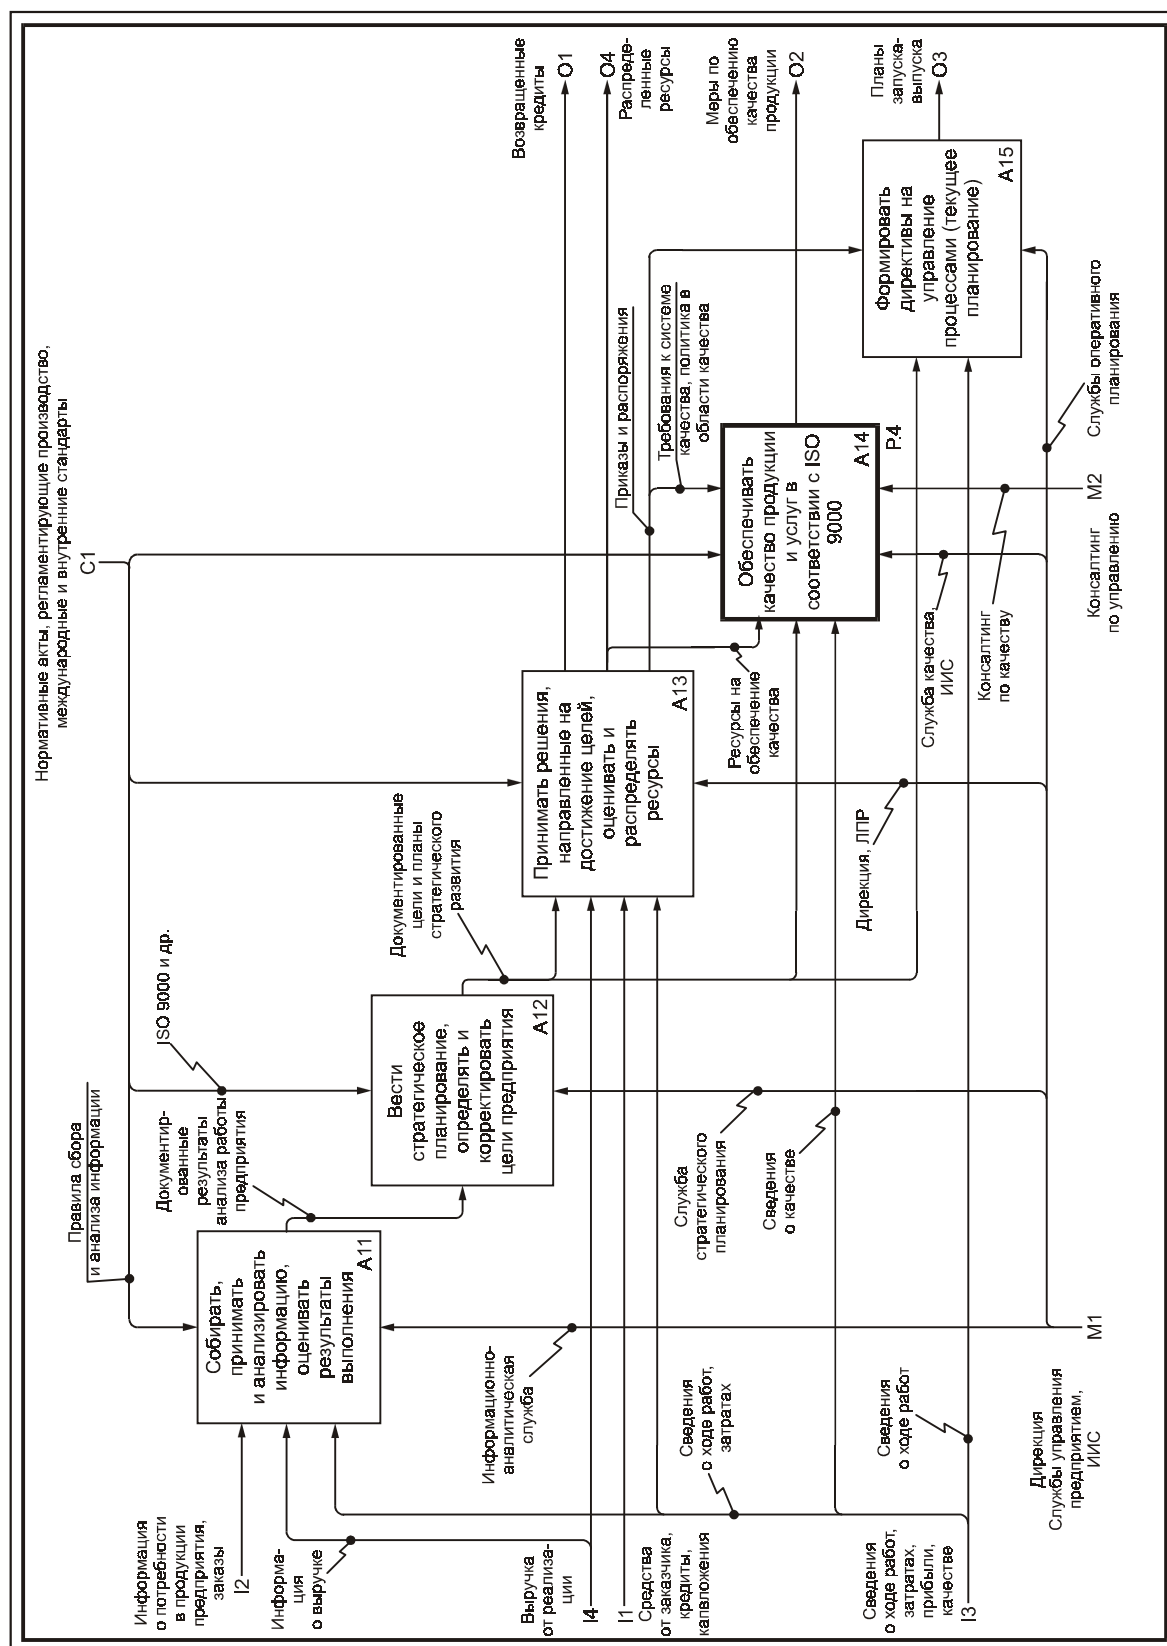 Нормативные акты, регламентирующие производство,
международные и внутренние стандарты
C1
Правила сбора
и анализа информации
ISO 9000 и др.
Информация
о потребности
в продукции
предприятия,
заказы
I2
Информа-
ция
о выручке
Выручка
от реализа-
ции
I4
I1
Средства
от заказчика,
кредиты,
капвложения
Сведения
о ходе работ,
затратах,
прибыли,
качестве
I3
Собирать,
принимать
и анализировать
информацию,
оценивать
результаты
выполнения
A11
Документир-
ованные
результаты
анализа работы
предприятия
Вести
стратегическое
планирование,
определять и
корректировать
цели предприятия
A12
Документированные
цели и планы
стратегического
развития
Принимать решения,
направленные на
достижение целей,
оценивать и
распределять
ресурсы
A13
Приказы и распоряжения
Требования к системе
качества, политика в
области качества
Ресурсы на
обеспечение
качества
Обеспечивать
качество продукции
и услуг в
соответствии с ISO
9000
A14
P.4
Формировать
директивы на
управление
процессами (текущее
планирование)
A15
Возвращенные
кредиты
O1
O4
Распреде-
ленные
ресурсы
Меры по
обеспечению
качества
продукции
O2
Планы
запуска-
выпуска
O3
Информационно-
аналитическая
служба
Служба
стратегического
планирования
Сведения
о качестве
Сведения
о ходе работ,
затратах
Сведения
о ходе работ
Дирекция, ЛПР
Служба качества,
ИИС
Консалтинг
по качеству
Службы оперативного
планирования
Дирекция
Службы управления
предприятием,
ИИС
M1
Консалтинг
по управлению
M2